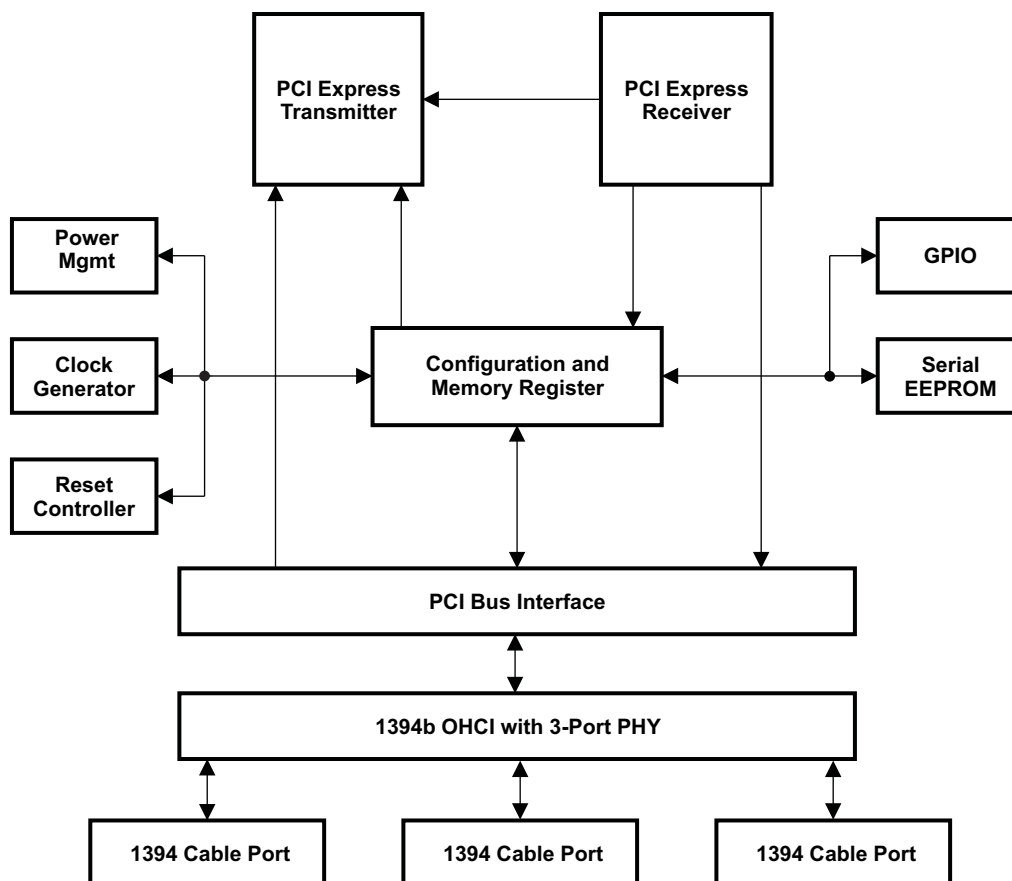 PCI Express
Transmitter
PCI Express
Receiver
Power
Mgmt
GPIO
Clock
Generator
Configuration and
Memory Register
Serial
EEPROM
Reset
Controller
PCI Bus Interface
1394b OHCI with 3-Port PHY
1394 Cable Port
1394 Cable Port
1394 Cable Port